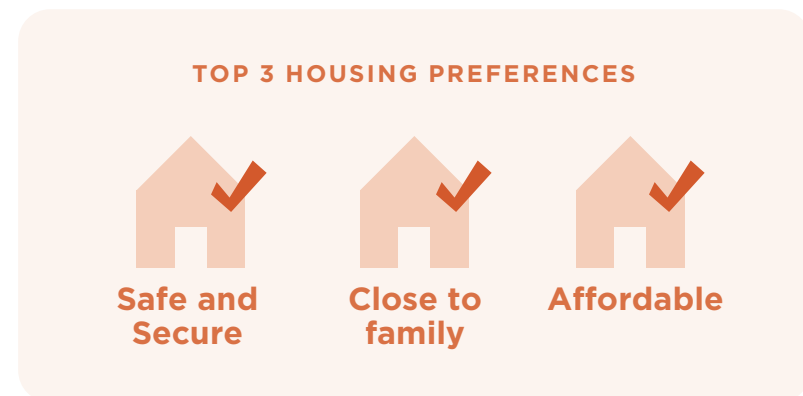 TOP 3 HOUSING PREFERENCES
Safe and
Secure
Close to
family
Affordable